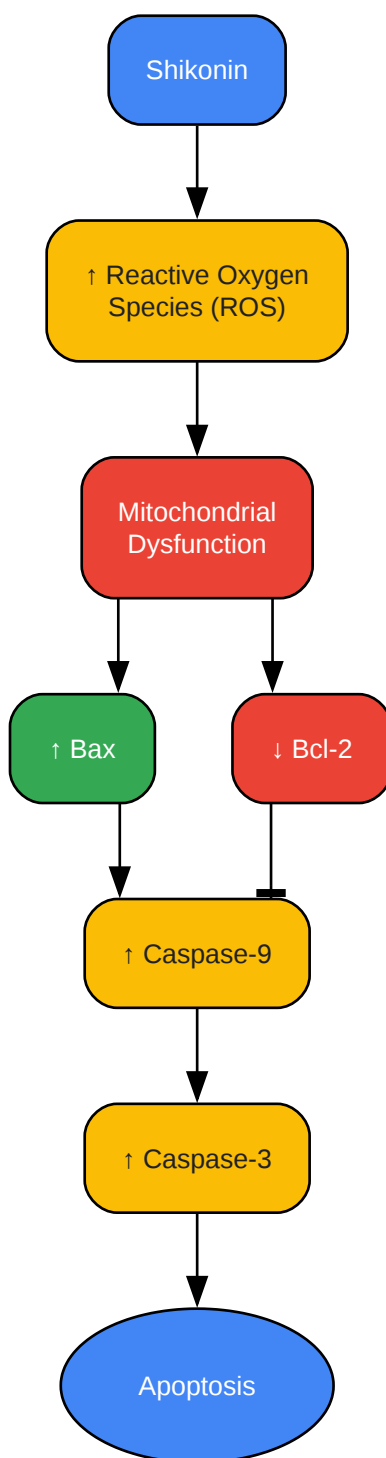 Shikonin
↑ Reactive Oxygen
Species (ROS)
Mitochondrial
Dysfunction
↑ Bax
↓ Bcl-2
↑ Caspase-9
↑ Caspase-3
Apoptosis